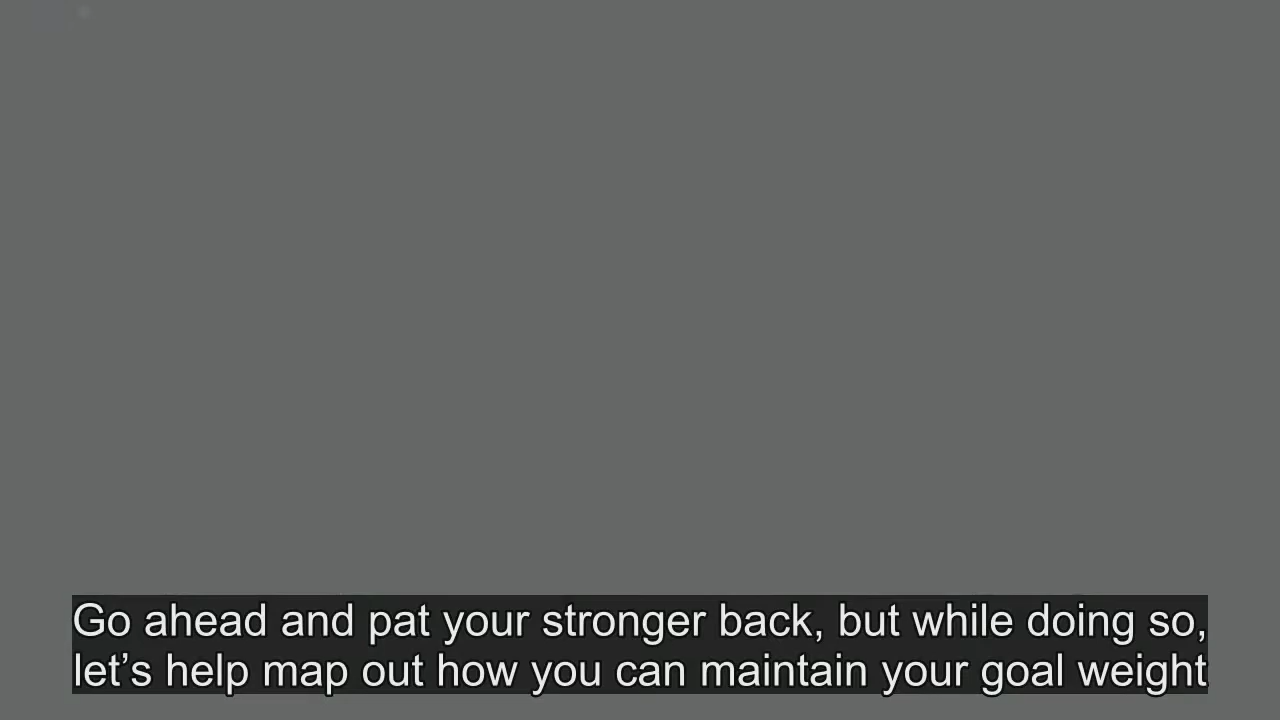 Go ahead and pat your stronger back, but while doing so,
let’s help map out how you can maintain your goal weight